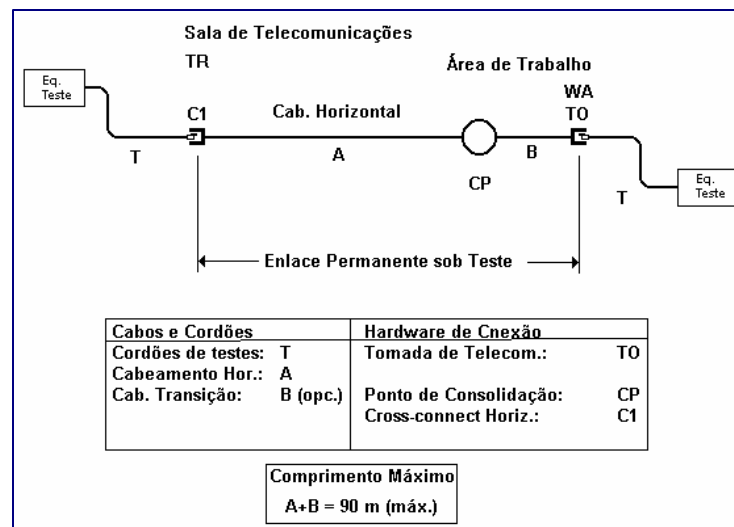 Sala de Telecomunicações
TR
Área de Trabalho
Eq.
Teste
WA
C1
Cab. Horizontal
TO
T
A
B
CP
T
Eq.
Teste
Enlace Permanente sob Teste
Cabos e Cordões
Cordões de testes: T
Cabeamento Hor.: A
Cab. Transição: B (opc.)
Hardware de Cnexão
Tomada de Telecom.: TO
Ponto de Consolidação: CP
Cross-connect Horiz.: C1
Comprimento Máximo
A+B = 90 m (máx.)